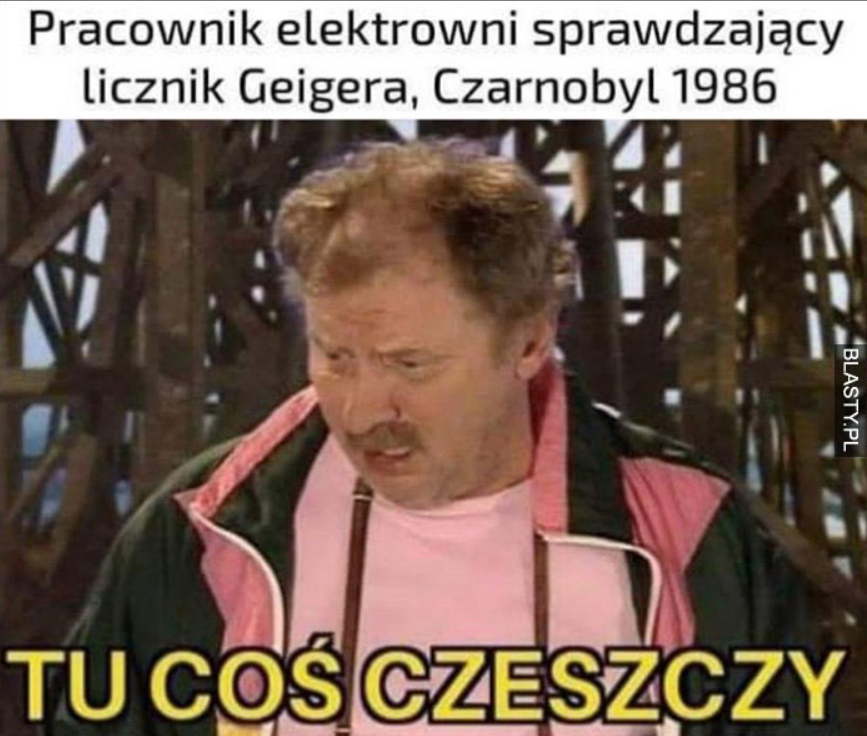 Pracownik elektrowni sprawdzający
licznik Geigera, Czarnobyl 1986
BLASTY.PL
TU COŚ CZESZCZY